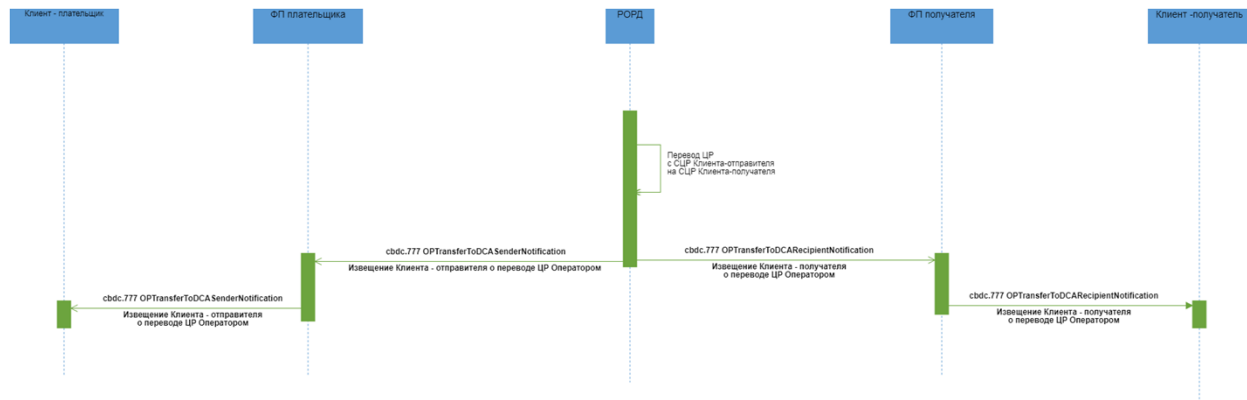 Клиент - плательщик
ФП плательщика
РОРД
ФП получателя
Клиент -получатель
Перевод ЦР
с СЦР Клиента-отправителя
на СЦР Клиента-получателя
cbdc.777 OPTransferToDCASenderNotification
Извещение Клиента - отправителя о переводе ЦР Оператором
cbdc.777 OPTransferToDCARecipientNotification
Извещение Клиента - получателя
о переводе ЦР Оператором
cbdc.777 OPTransferToDCASenderNotification
Извещение Клиента - отправителя
о переводе ЦР Оператором
cbdc.777 OPTransferToDCARecipientNotification
Извещение Клиента - получателя
о переводе ЦР Оператором